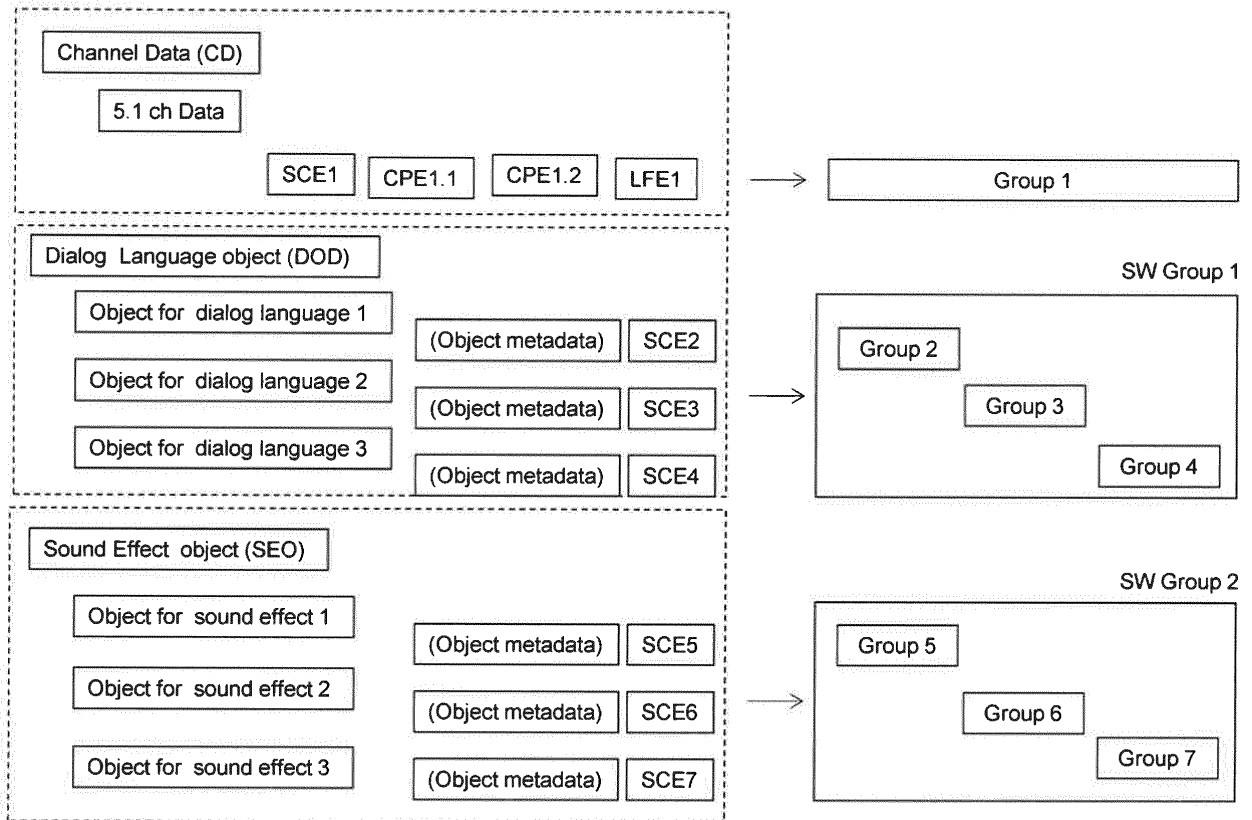 Channel Data (CD)
5.1 ch Data
SCE1 CPE1.1 CPE1.2 LFE1
Group 1
Dialog Language object (DOD)
SW Group 1
Object for dialog language 1
(Object metadata) SCE2
Group 2
Object for dialog language 2
(Object metadata) SCE3
Group 3
Object for dialog language 3
(Object metadata) SCE4
Group 4
Sound Effect object (SEO)
SW Group 2
Object for sound effect 1
(Object metadata) SCE5
Group 5
Object for sound effect 2
(Object metadata) SCE6
Group 6
Object for sound effect 3
(Object metadata) SCE7
Group 7